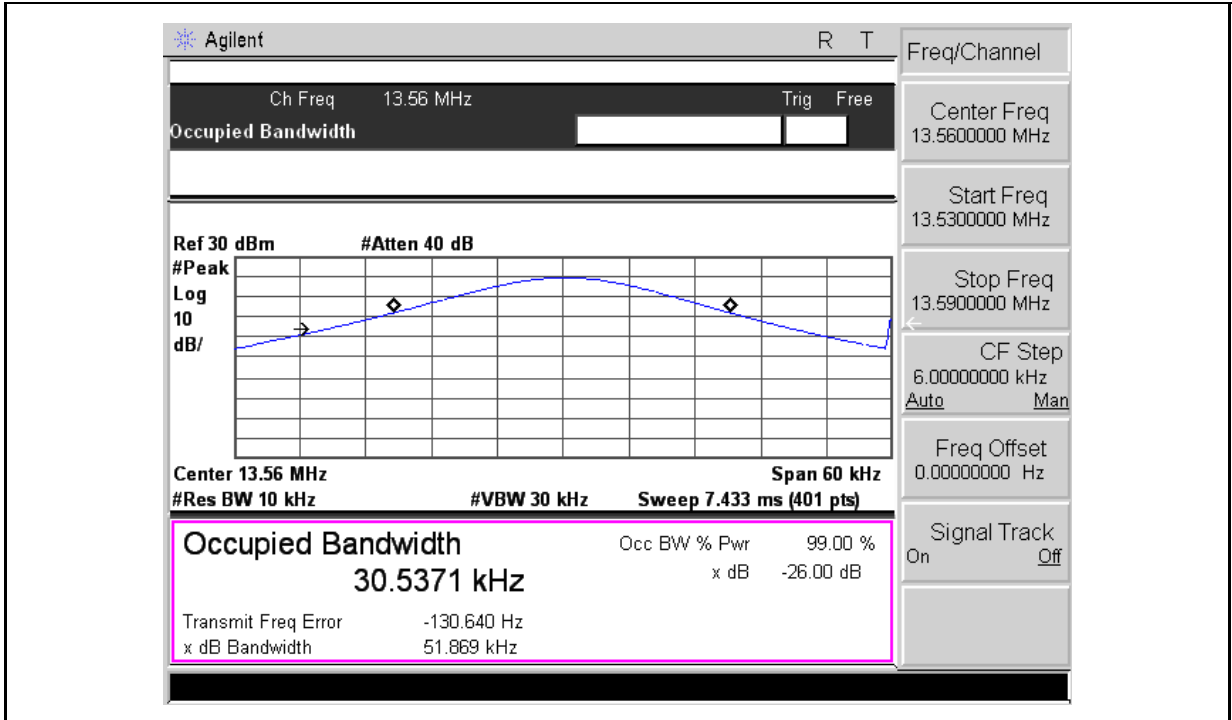 Agilent R T
Ch Freq 13.56 MHz Trig Free
Occupied Bandwidth
Ref 30 dBm #Atten 40 dB
#Peak
Log
10
dB/
Center 13.56 MHz Span 60 kHz
#Res BW 10 kHz #VBW 30 kHz Sweep 7.433 ms (401 pts)
Occupied Bandwidth
30.5371 kHz
Occ BW % Pwr 99.00 %
x dB -26.00 dB
Transmit Freq Error -130.640 Hz
x dB Bandwidth 51.869 kHz
Freq/Channel
Center Freq
13.5600000 MHz
Start Freq
13.5300000 MHz
Stop Freq
13.5900000 MHz
CF Step
6.00000000 kHz
Auto Man
Freq Offset
0.00000000 Hz
Signal Track
On Off